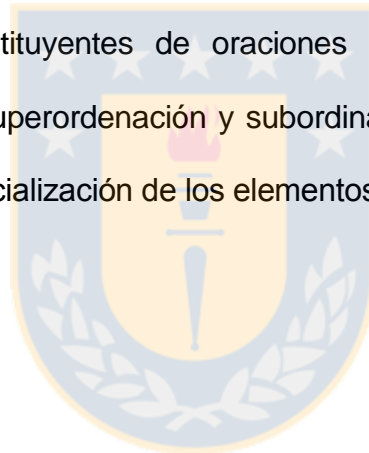 tituyentes de oraciones
uperordenación y subordina
cialización de los elementos